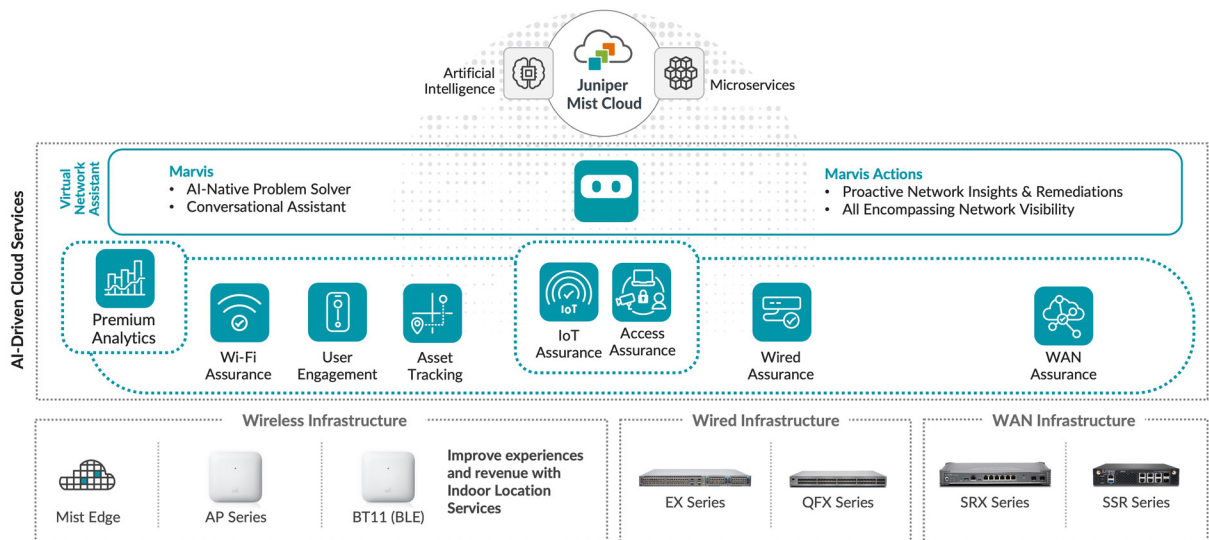 Artificial
Intelligence
Juniper
Mist Cloud
Microservices
AI-Driven Cloud Services
Virtual
Network
Assistant
Marvis
• AI-Native Problem Solver
• Conversational Assistant
Marvis Actions
• Proactive Network Insights & Remediations
• All Encompassing Network Visibility
Premium
Analytics
Wi-Fi
Assurance
User
Engagement
Asset
Tracking
IoT
IoT
Assurance
Access
Assurance
Wired
Assurance
WAN
Assurance
Wireless Infrastructure
Mist Edge
AP Series
BT11 (BLE)
Improve experiences
and revenue with
Indoor Location
Services
Wired Infrastructure
EX Series
QFX Series
WAN Infrastructure
SRX Series
SSR Series